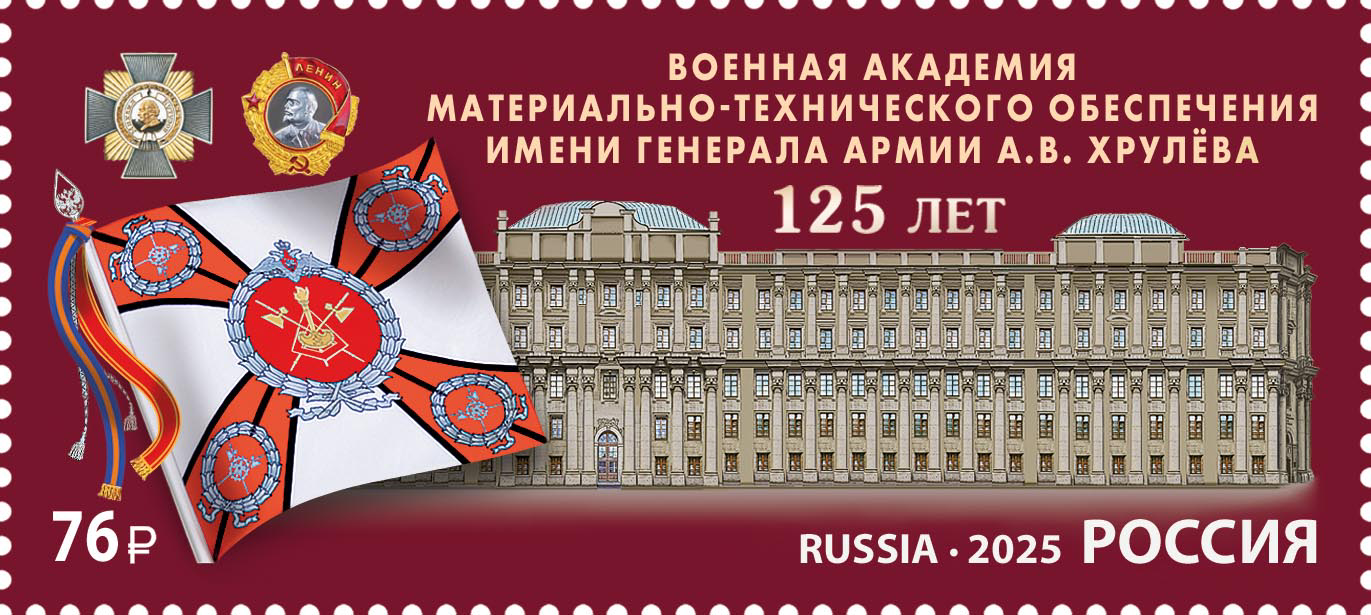 ЛЕНИН
ВОЕННАЯ АКАДЕМИЯ
МАТЕРИАЛЬНО-ТЕХНИЧЕСКОГО ОБЕСПЕЧЕНИЯ
ИМЕНИ ГЕНЕРАЛА АРМИИ А.В. ХРУЛЁВА
125 ЛЕТ
76₽
RUSSIA · 2025 РОССИЯ